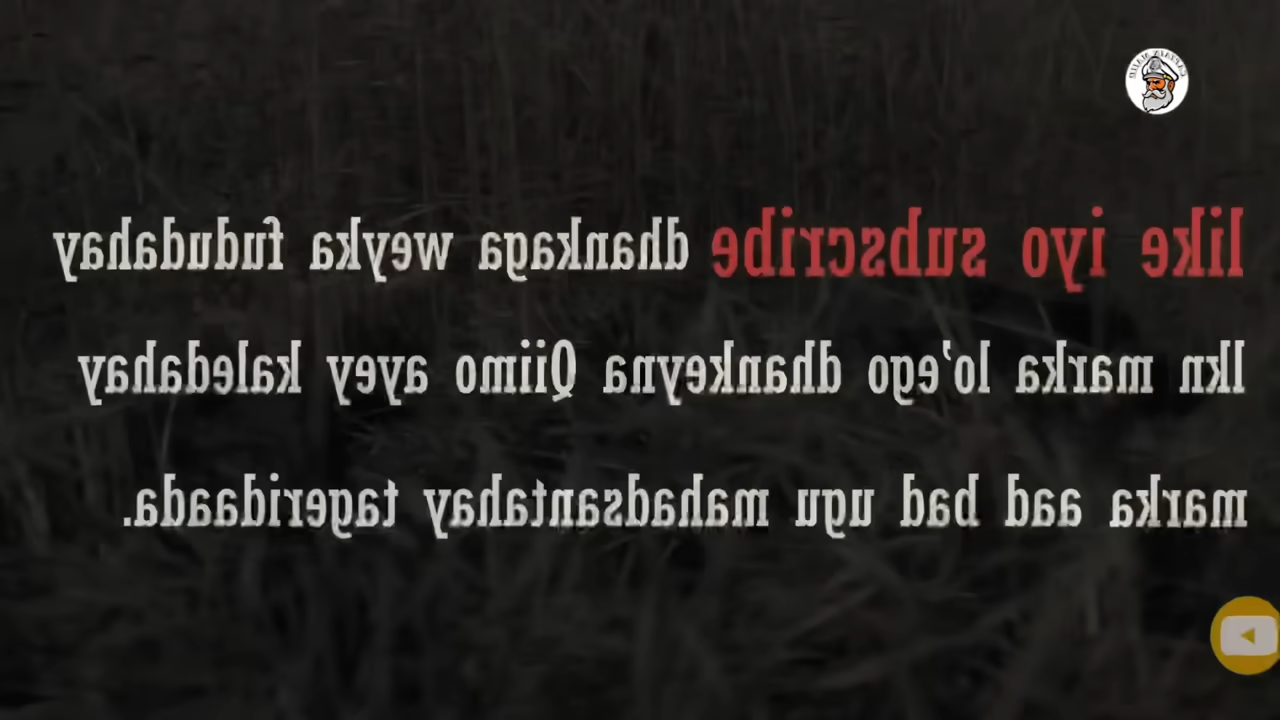 like iyo subscribe dhankaga weyka fududahay
lkn marka lo'ego dhankeyna Qiimo ayey kaledahay
marka aad bad ugu mahadsantahay tageridaada.